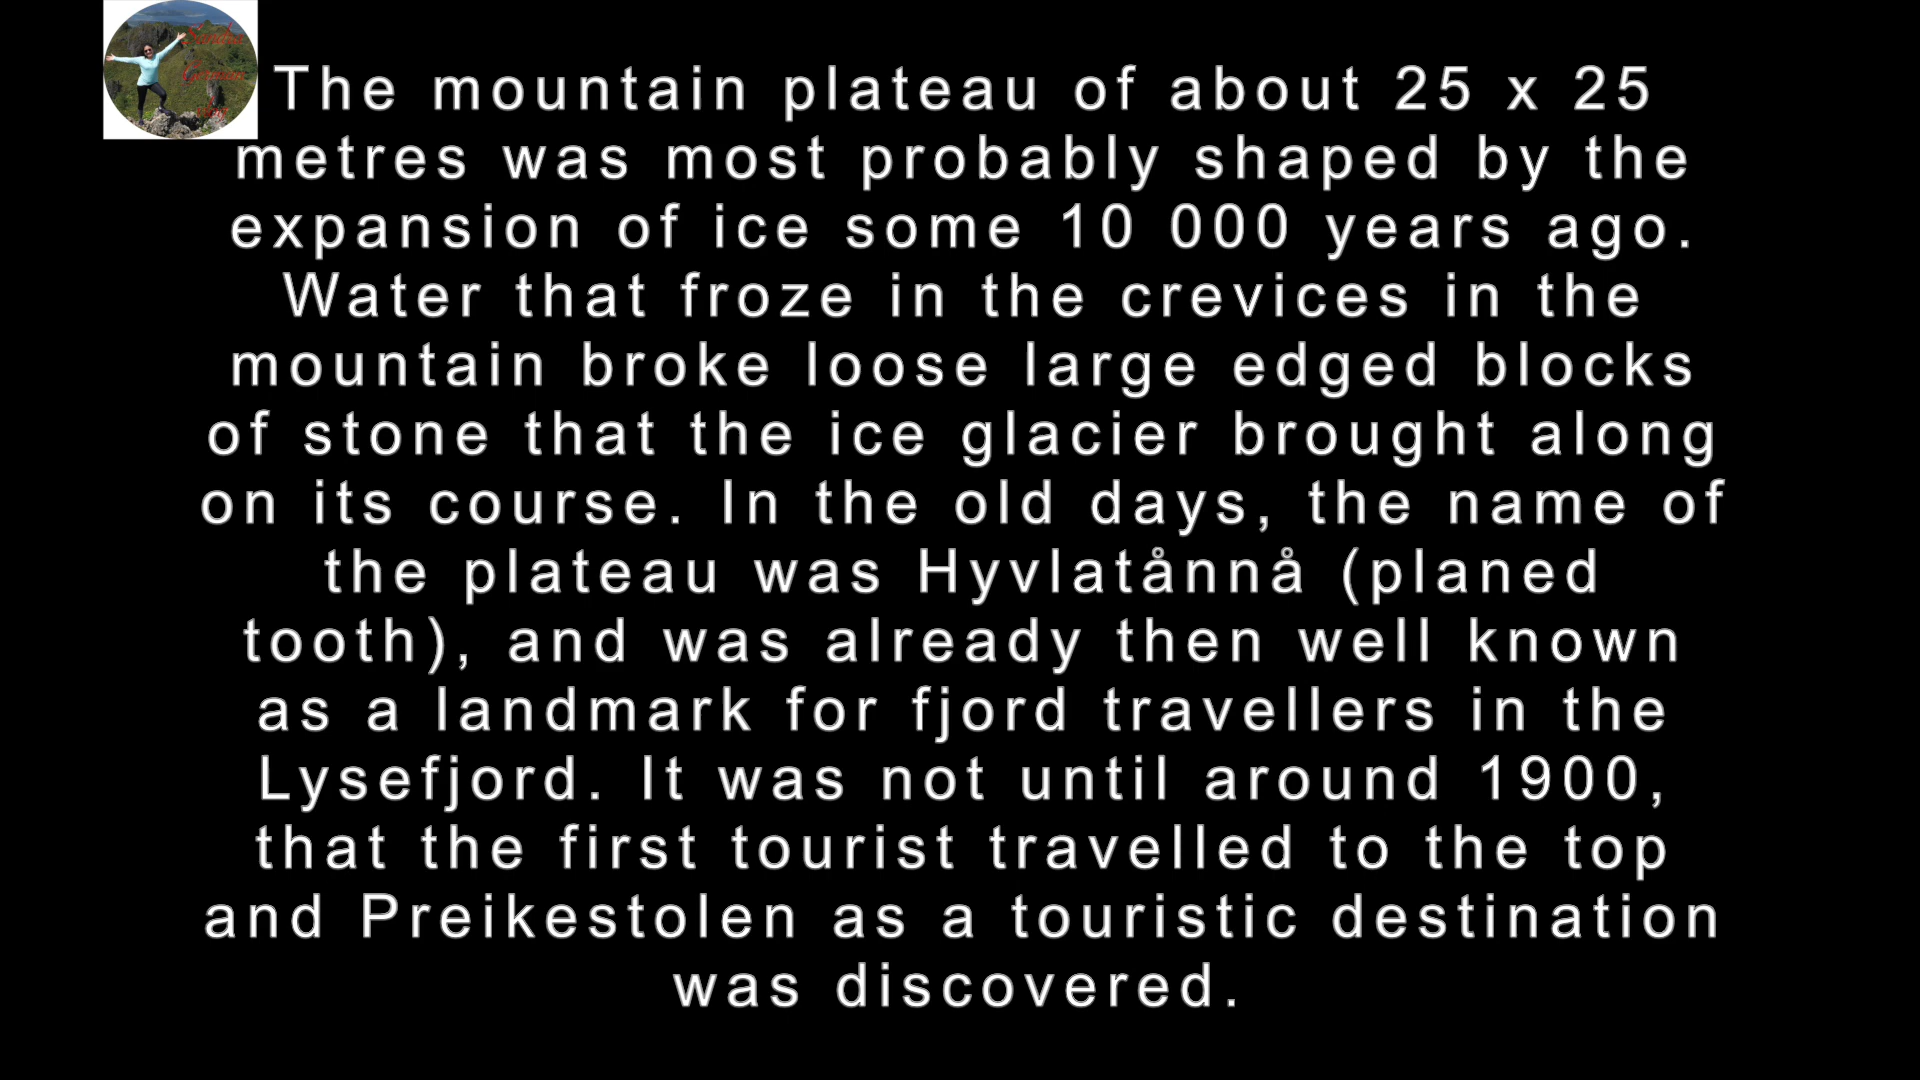 Sandra
The mountain plateau of about 25 x 25
metres was most probably shaped by the
expansion of ice some 10 000 years ago.
Water that froze in the crevices in the
mountain broke loose large edged blocks
of stone that the ice glacier brought along
on its course. In the old days, the name of
the plateau was Hyvlatånnå (planed
tooth), and was already then well known
as a landmark for fjord travellers in the
Lysefjord. It was not until around 1900,
that the first tourist travelled to the top
and Preikestolen as a touristic destination
was discovered.